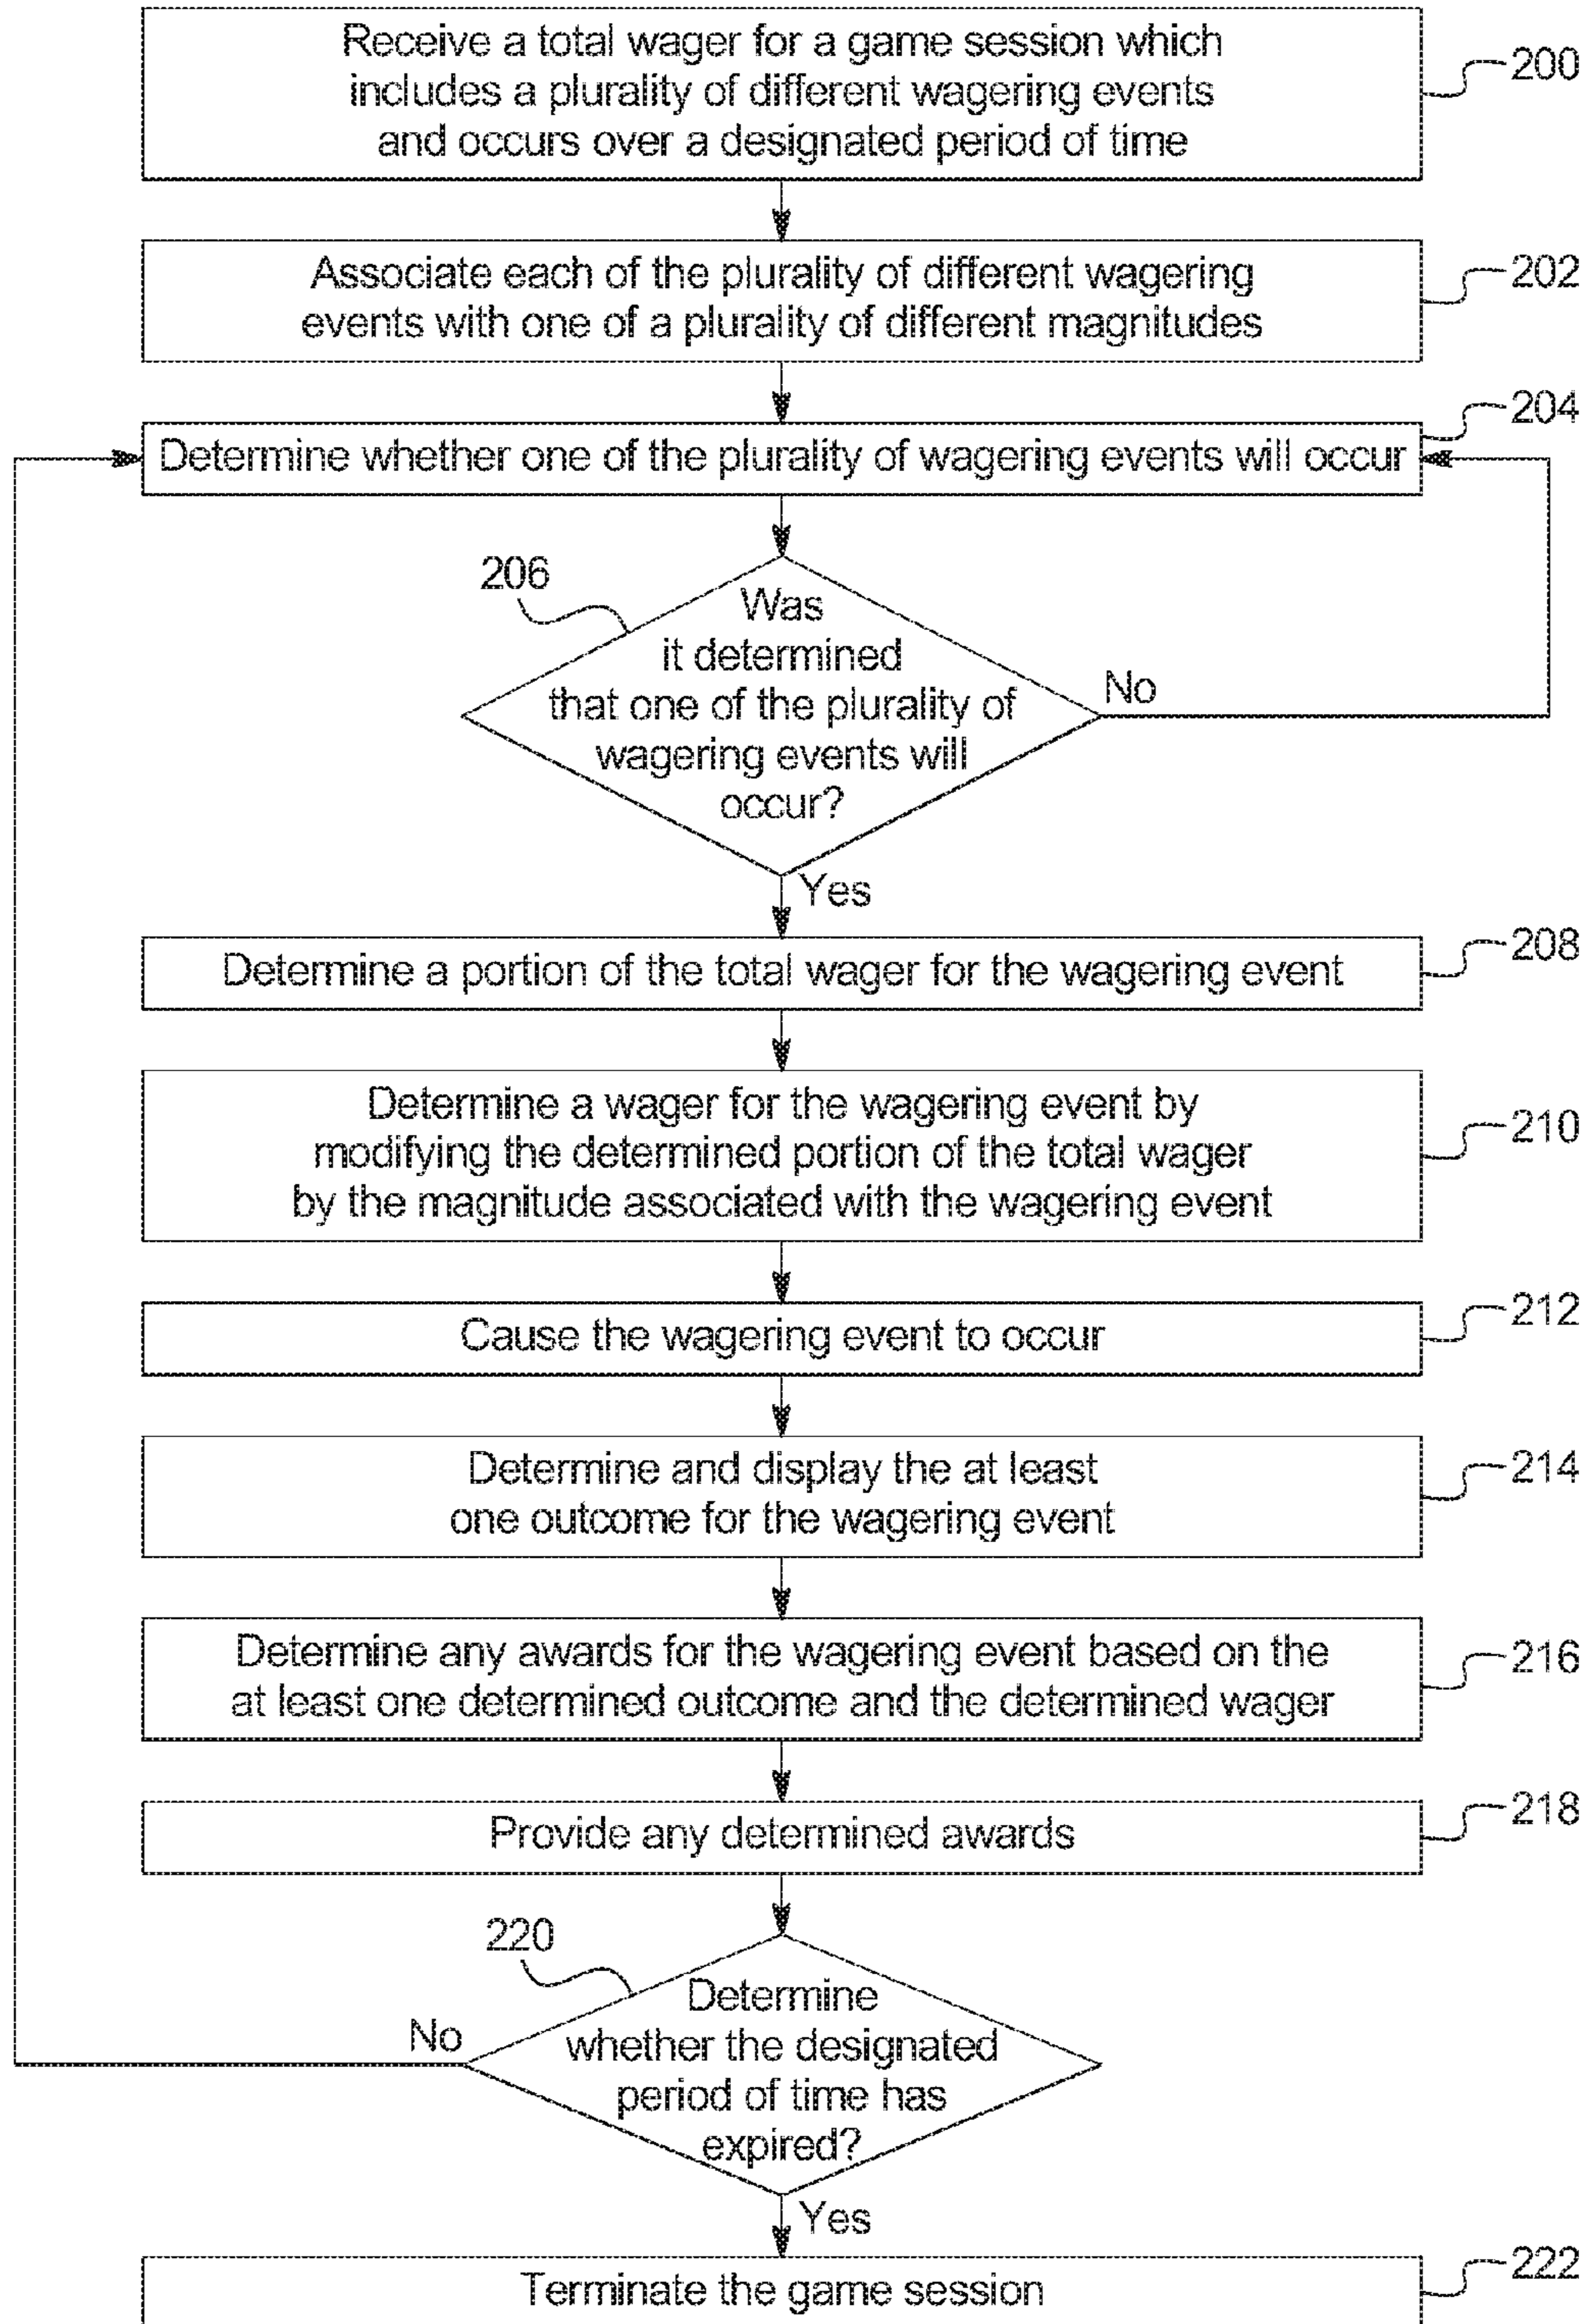 Receive a total wager for a game session which
includes a plurality of different wagering events
and occurs over a designated period of time
200
Associate each of the plurality of different wagering
events with one of a plurality of different magnitudes
202
204
Determine whether one of the plurality of wagering events will occur
206
Was
it determined
that one of the plurality of
wagering events will
occur?
No
Yes
208
Determine a portion of the total wager for the wagering event
Determine a wager for the wagering event by
modifying the determined portion of the total wager
by the magnitude associated with the wagering event
210
212
Cause the wagering event to occur
Determine and display the at least
one outcome for the wagering event
214
Determine any awards for the wagering event based on the
at least one determined outcome and the determined wager
216
218
Provide any determined awards
220
Determine
whether the designated
period of time has
expired?
No
Yes
222
Terminate the game session